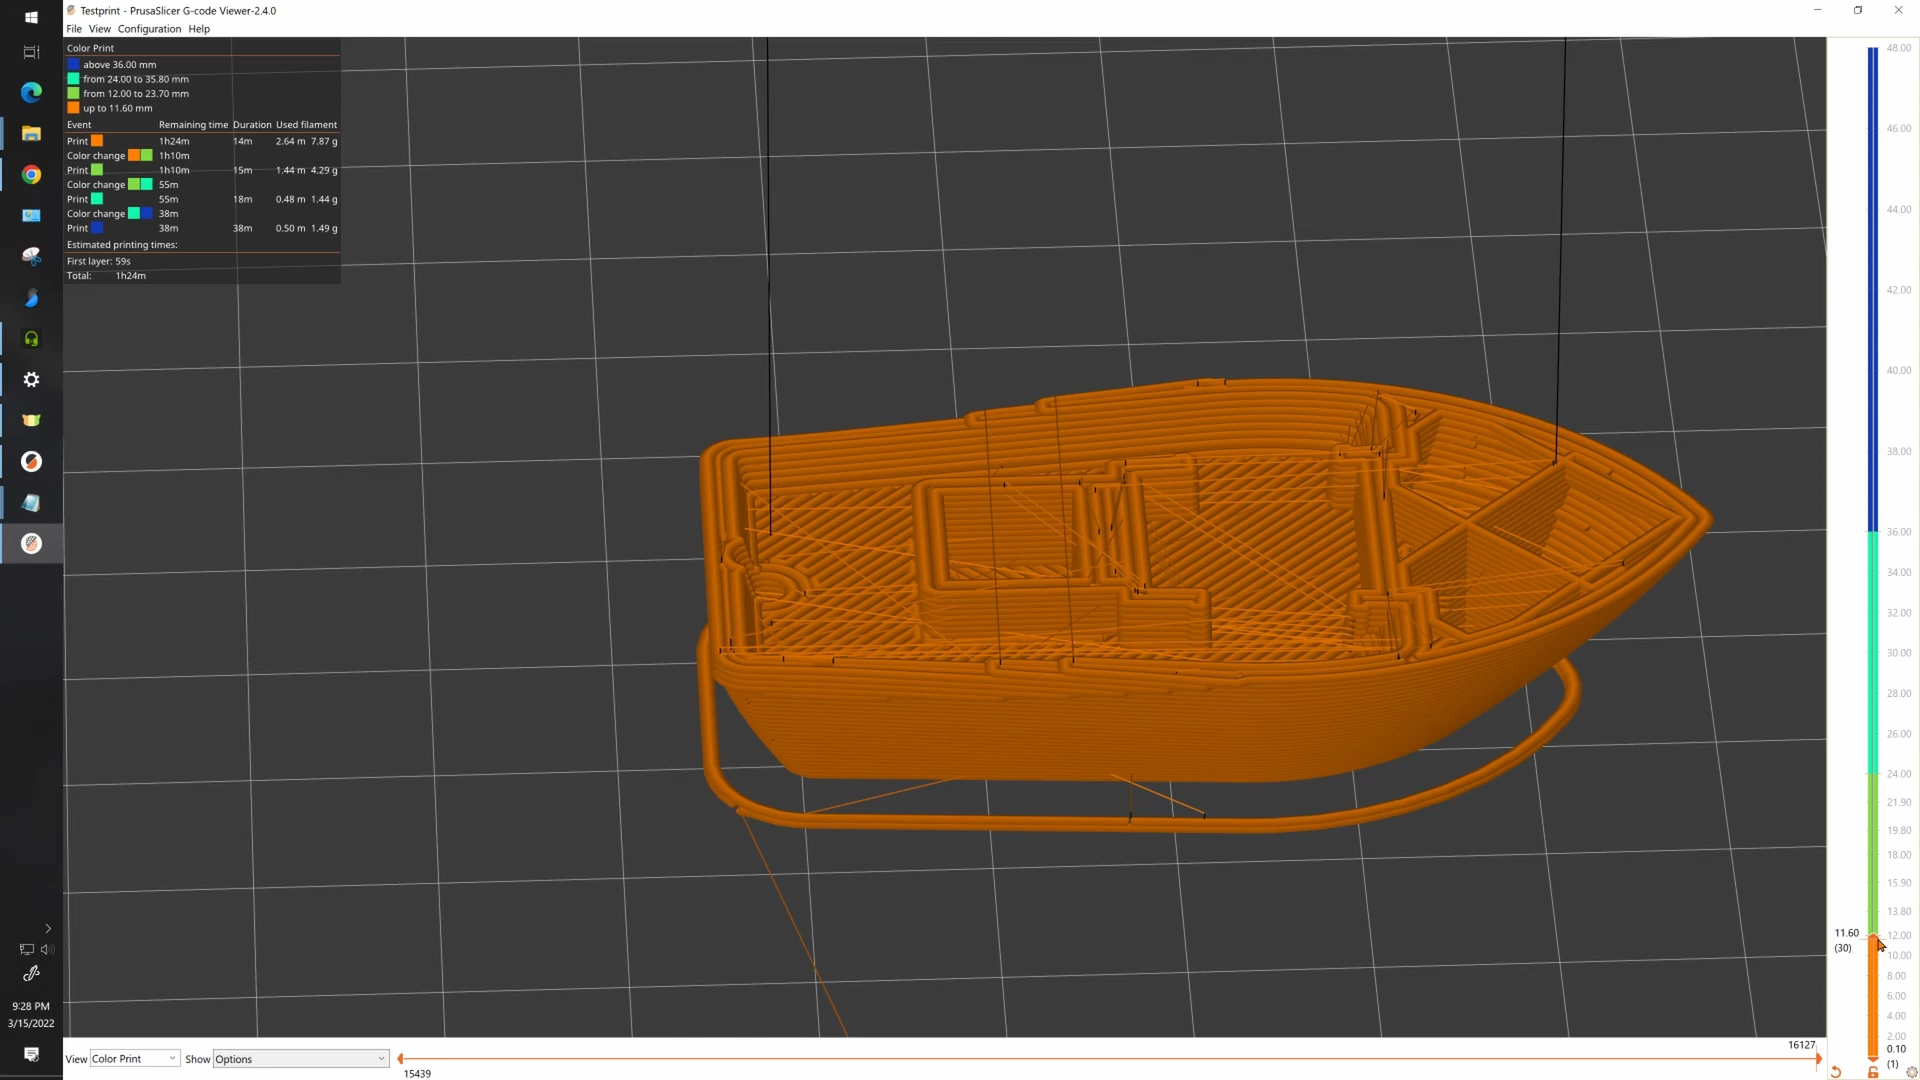 Testprint - PrusaSlicer G-code Viewer-2.4.0
File View Configuration Help
Color Print
above 36.00 mm
from 24.00 to 35.80 mm
from 12.00 to 23.70 mm
up to 11.60 mm
Event Remaining time Duration Used filament
Print 1h24m 14m 2.64 m 7.87 g
Color change 1h10m
Print 1h10m 15m 1.44 m 4.29 g
Color change 55m
Print 55m 18m 0.48 m 1.44 g
Color change 38m
Print 38m 38m 0.50 m 1.49 g
Estimated printing times:
First layer: 59s
Total: 1h24m
48.00
46.00
44.00
42.00
40.00
38.00
36.00
34.00
32.00
30.00
28.00
26.00
24.00
21.90
19.80
18.00
15.90
13.80
11.60
12.00
(30)
10.00
8.00
6.00
4.00
2.00
0.10
(1)
9:28 PM
3/15/2022
View Color Print Show Options
16127
15439